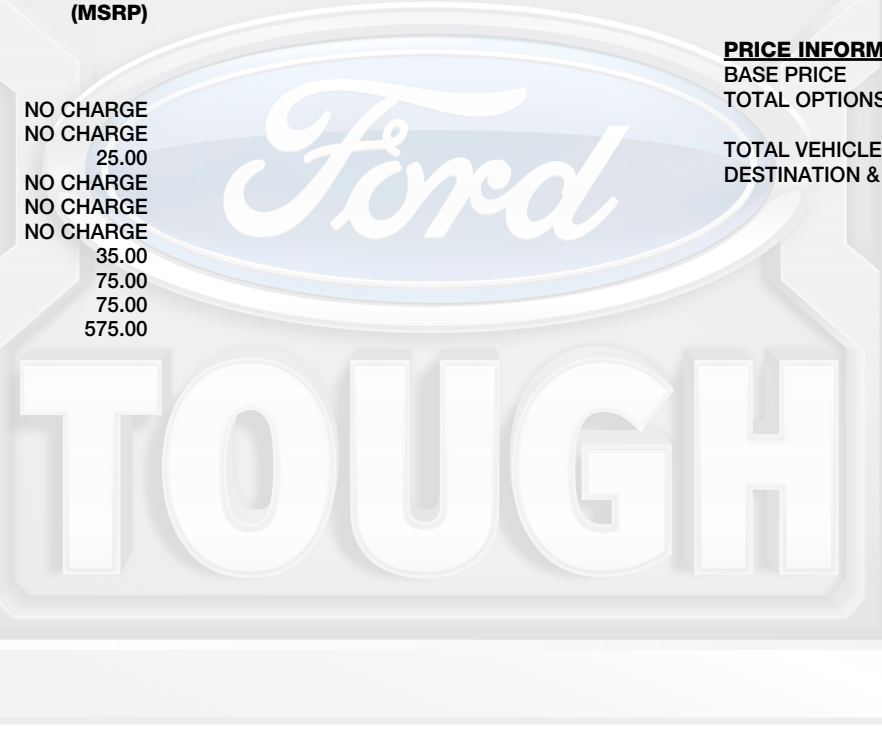 (MSRP)
NO CHARGE
NO CHARGE
25.00
NO CHARGE
NO CHARGE
NO CHARGE
35.00
75.00
75.00
575.00
PRICE INFORM
BASE PRICE
TOTAL OPTIONS
TOTAL VEHICLE
DESTINATION &
Ford
TOUGH